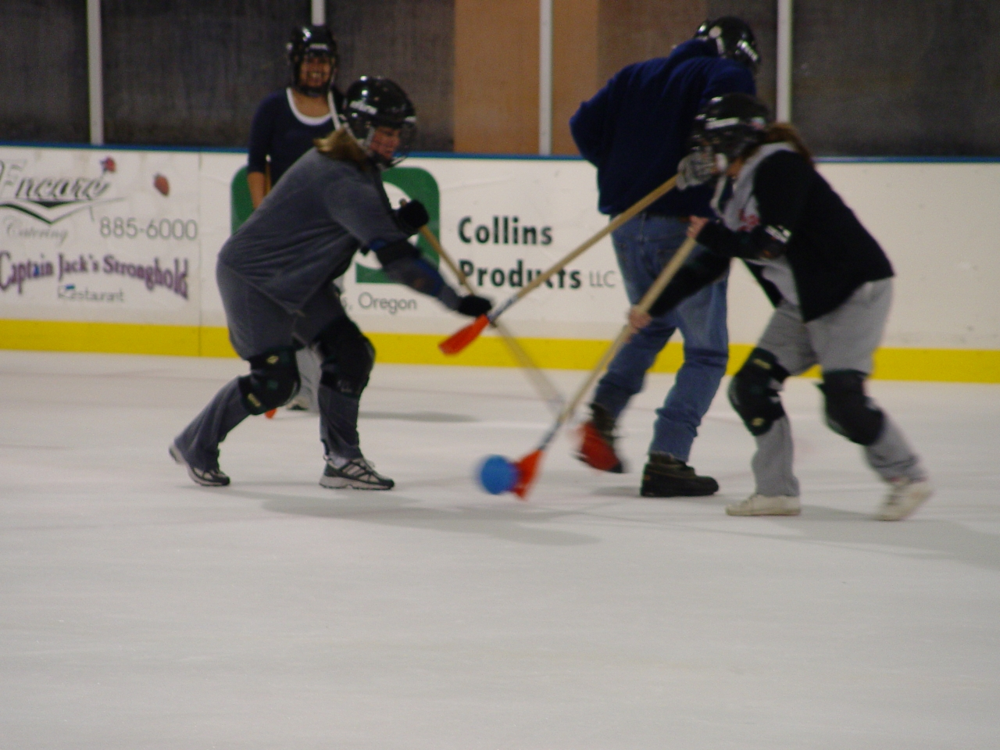 Encore
Catering
885-6000
Captain Jack's Stronghold
Restaurant
Collins
Products LLC
, Oregon